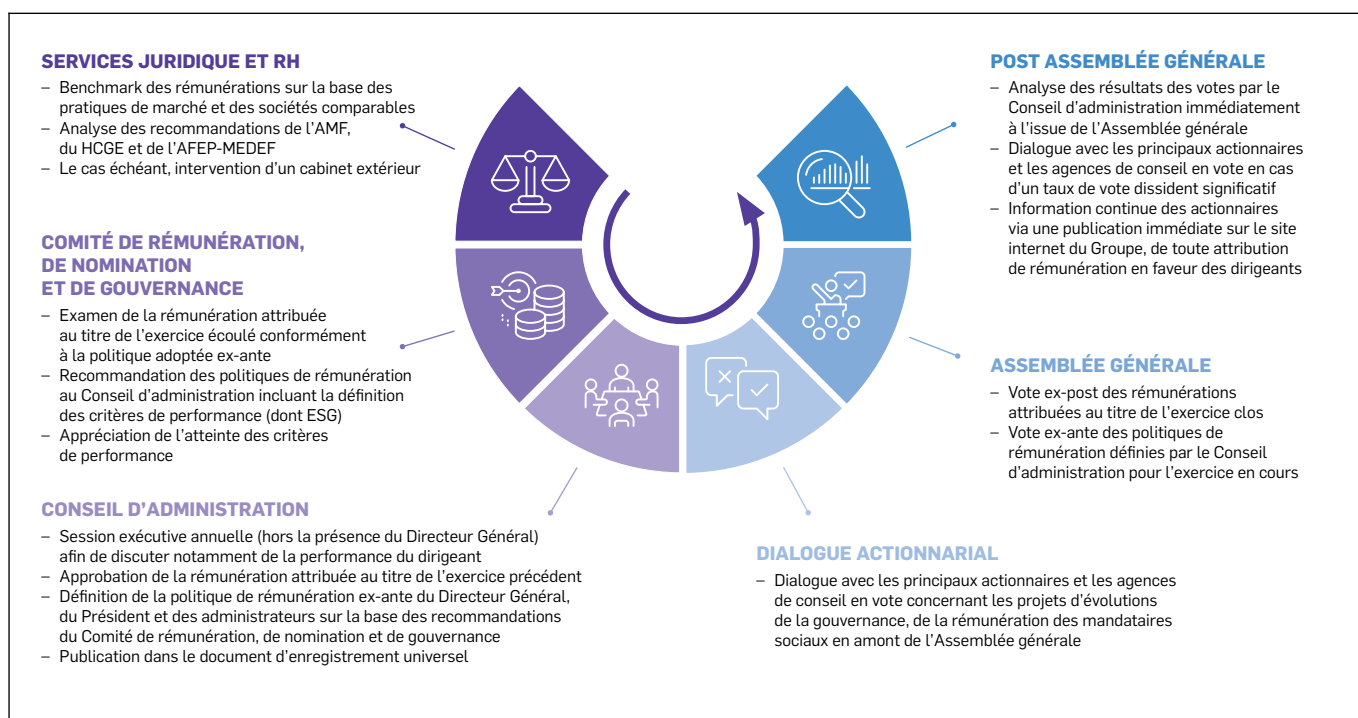 SERVICES JURIDIQUE ET RH
– Benchmark des rémunérations sur la base des
pratiques de marché et des sociétés comparables
– Analyse des recommandations de l’AMF,
du HCGE et de l’AFEP-MEDEF
– Le cas échéant, intervention d’un cabinet extérieur
COMITÉ DE RÉMUNÉRATION,
DE NOMINATION
ET DE GOUVERNANCE
– Examen de la rémunération attribuée
au titre de l’exercice écoulé conformément
à la politique adoptée ex-ante
– Recommandation des politiques de rémunération
au Conseil d’administration incluant la définition
des critères de performance (dont ESG)
– Appréciation de l’atteinte des critères
de performance
CONSEIL D’ADMINISTRATION
– Session exécutive annuelle (hors la présence du Directeur Général)
afin de discuter notamment de la performance du dirigeant
– Approbation de la rémunération attribuée au titre de l’exercice précédent
– Définition de la politique de rémunération ex-ante du Directeur Général,
du Président et des administrateurs sur la base des recommandations
du Comité de rémunération, de nomination et de gouvernance
– Publication dans le document d’enregistrement universel
DIALOGUE ACTIONNARIAL
– Dialogue avec les principaux actionnaires et les agences
de conseil en vote concernant les projets d’évolutions
de la gouvernance, de la rémunération des mandataires
sociaux en amont de l’Assemblée générale
ASSEMBLÉE GÉNÉRALE
– Vote ex-post des rémunérations
attribuées au titre de l’exercice clos
– Vote ex-ante des politiques de
rémunération définies par le Conseil
d’administration pour l’exercice en cours
POST ASSEMBLÉE GÉNÉRALE
– Analyse des résultats des votes par le
Conseil d’administration immédiatement
à l’issue de l’Assemblée générale
– Dialogue avec les principaux actionnaires
et les agences de conseil en vote en cas
d’un taux de vote dissident significatif
– Information continue des actionnaires
via une publication immédiate sur le site
internet du Groupe, de toute attribution
de rémunération en faveur des dirigeants